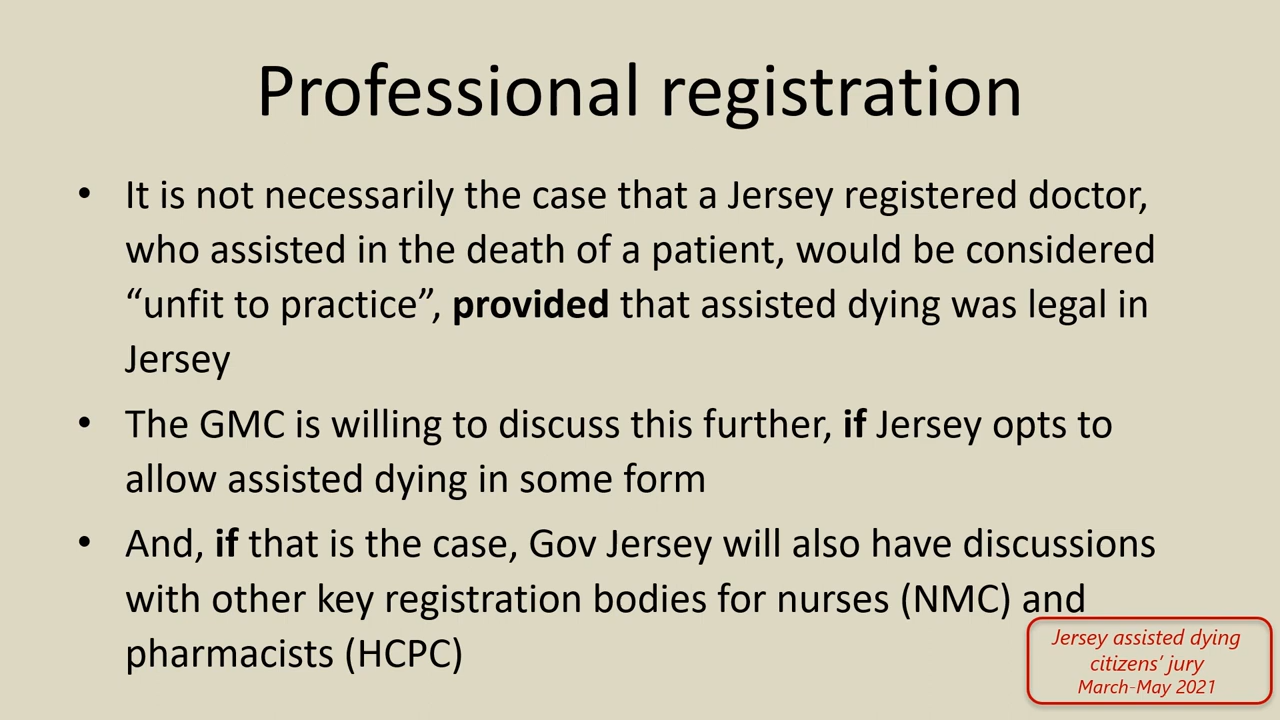 Professional registration
• It is not necessarily the case that a Jersey registered doctor,
who assisted in the death of a patient, would be considered
“unfit to practice”, provided that assisted dying was legal in
Jersey
• The GMC is willing to discuss this further, if Jersey opts to
allow assisted dying in some form
• And, if that is the case, Gov Jersey will also have discussions
with other key registration bodies for nurses (NMC) and
pharmacists (HCPC)
Jersey assisted dying
citizens’ jury
March-May 2021